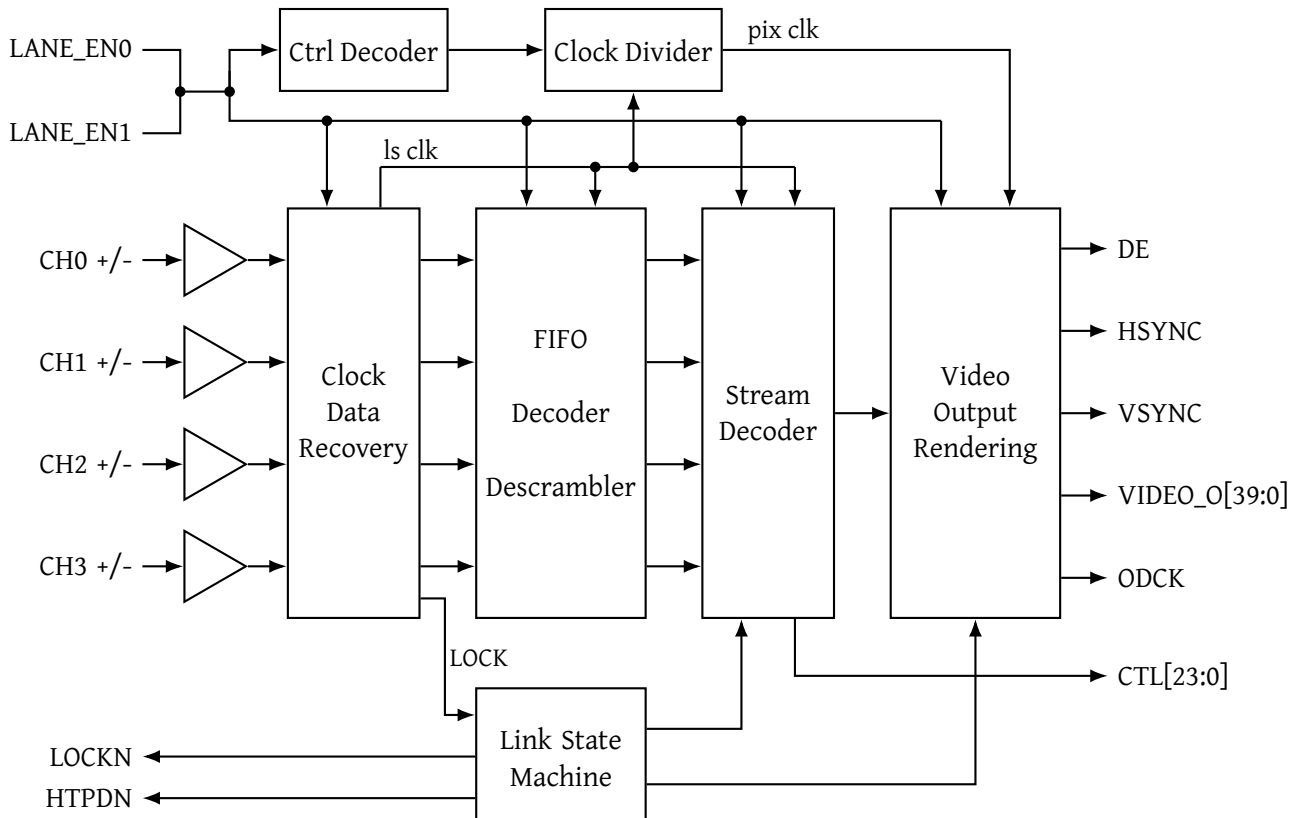 LANE_EN0
Ctrl Decoder
Clock Divider
pix clk
LANE_EN1
ls clk
CH0 +/-
CH1 +/-
CH2 +/-
CH3 +/-
Clock
Data
Recovery
FIFO
Decoder
Descrambler
Stream
Decoder
Video
Output
Rendering
DE
HSYNC
VSYNC
VIDEO_O[39:0]
ODCK
CTL[23:0]
LOCK
Link State
Machine
LOCKN
HTPDN